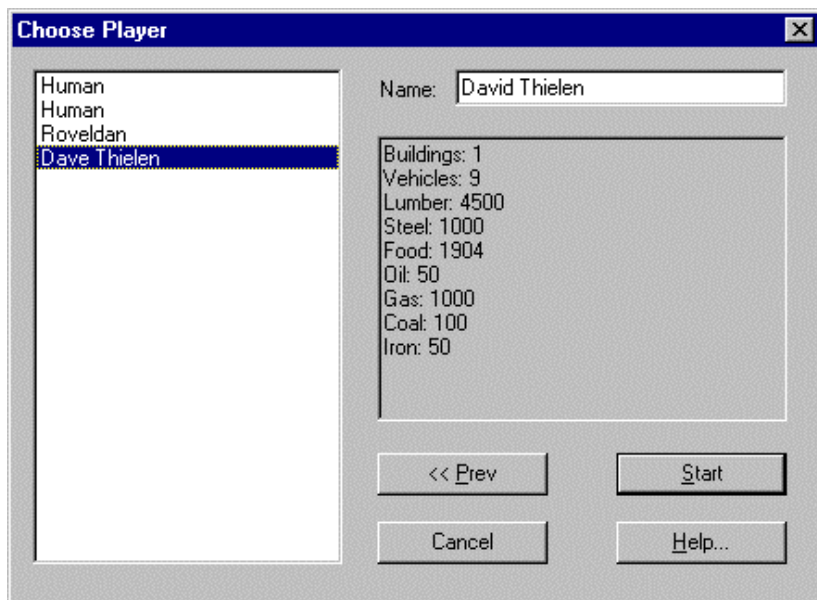 Choose Player
Human
Human
Roveldan
Dave Thielen
Name: David Thielen
Buildings: 1
Vehicles: 9
Lumber: 4500
Steel: 1000
Food: 1904
Oil: 50
Gas: 1000
Coal: 100
Iron: 50
<< Prev
Start
Cancel
Help...